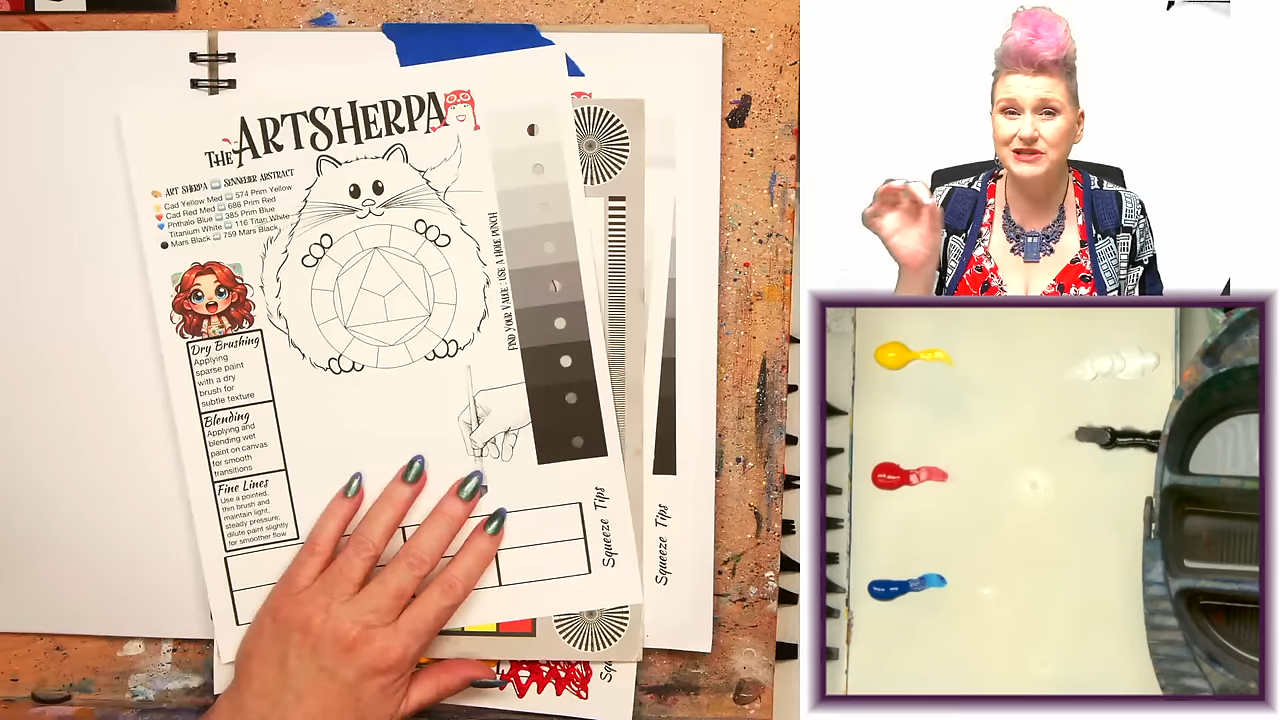 THE ARTSHERPA
ART SHERPA ➡ SENNELIER ABSTRACT
Cad Yellow Med ➡ 574 Prim Yellow
Cad Red Med ➡ 686 Prim Red
Phthalo Blue ➡ 385 Prim Blue
Titanium White ➡ 116 Titan White
Mars Black ➡ 759 Mars Black
FIND YOUR VALUE : USE A HOLE PUNCH
Dry Brushing
Applying
sparse paint
with a dry
brush for
subtle texture
Blending
Applying and
blending wet
paint on canvas
for smooth
transitions
Fine Lines
Use a pointed,
thin brush and
maintain light,
steady pressure,
dilute paint slightly
for smoother flow
Squeeze Tips
Squeeze Tips
Sq